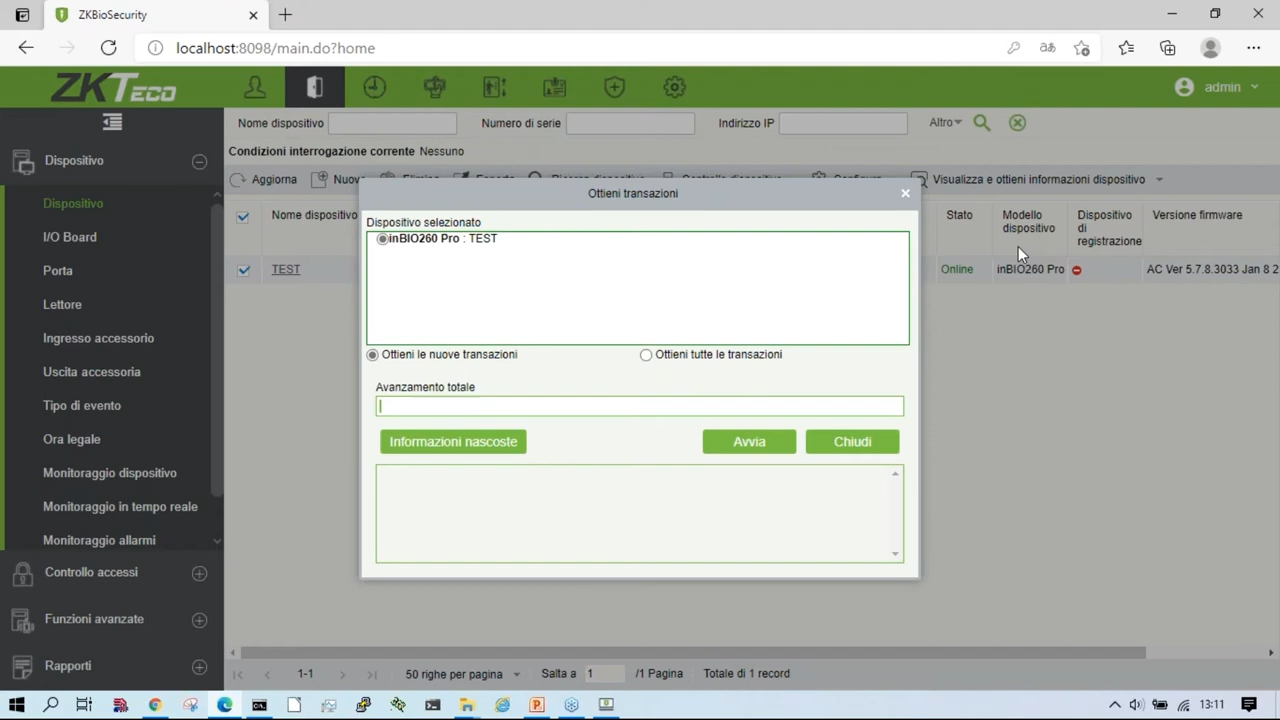 ZKBioSecurity
localhost:8098/main.do?home
ZKTeco
admin
Nome dispositivo
Numero di serie
Indirizzo IP
Altro
Condizioni interrogazione corrente Nessuno
Aggiorna
Visualizza e ottieni informazioni dispositivo
Nome dispositivo
Stato
Modello dispositivo
Dispositivo di registrazione
Versione firmware
TEST
Online
inBIO260 Pro
AC Ver 5.7.8.3033 Jan 8 2
Dispositivo
Dispositivo
I/O Board
Porta
Lettore
Ingresso accessorio
Uscita accessoria
Tipo di evento
Ora legale
Monitoraggio dispositivo
Monitoraggio in tempo reale
Monitoraggio allarmi
Controllo accessi
Funzioni avanzate
Rapporti
Ottieni transazioni
Dispositivo selezionato
inBIO260 Pro : TEST
Ottieni le nuove transazioni
Ottieni tutte le transazioni
Avanzamento totale
Informazioni nascoste
Avvia
Chiudi
1-1
50 righe per pagina
Salta a
1
/1 Pagina
Totale di 1 record
13:11